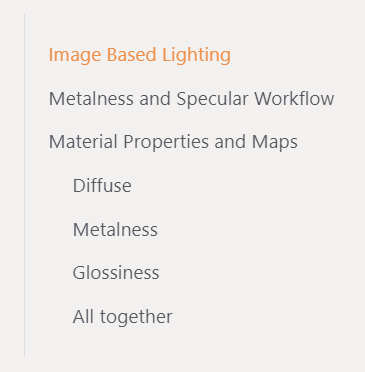 Image Based Lighting
Metalness and Specular Workflow
Material Properties and Maps
Diffuse
Metalness
Glossiness
All together